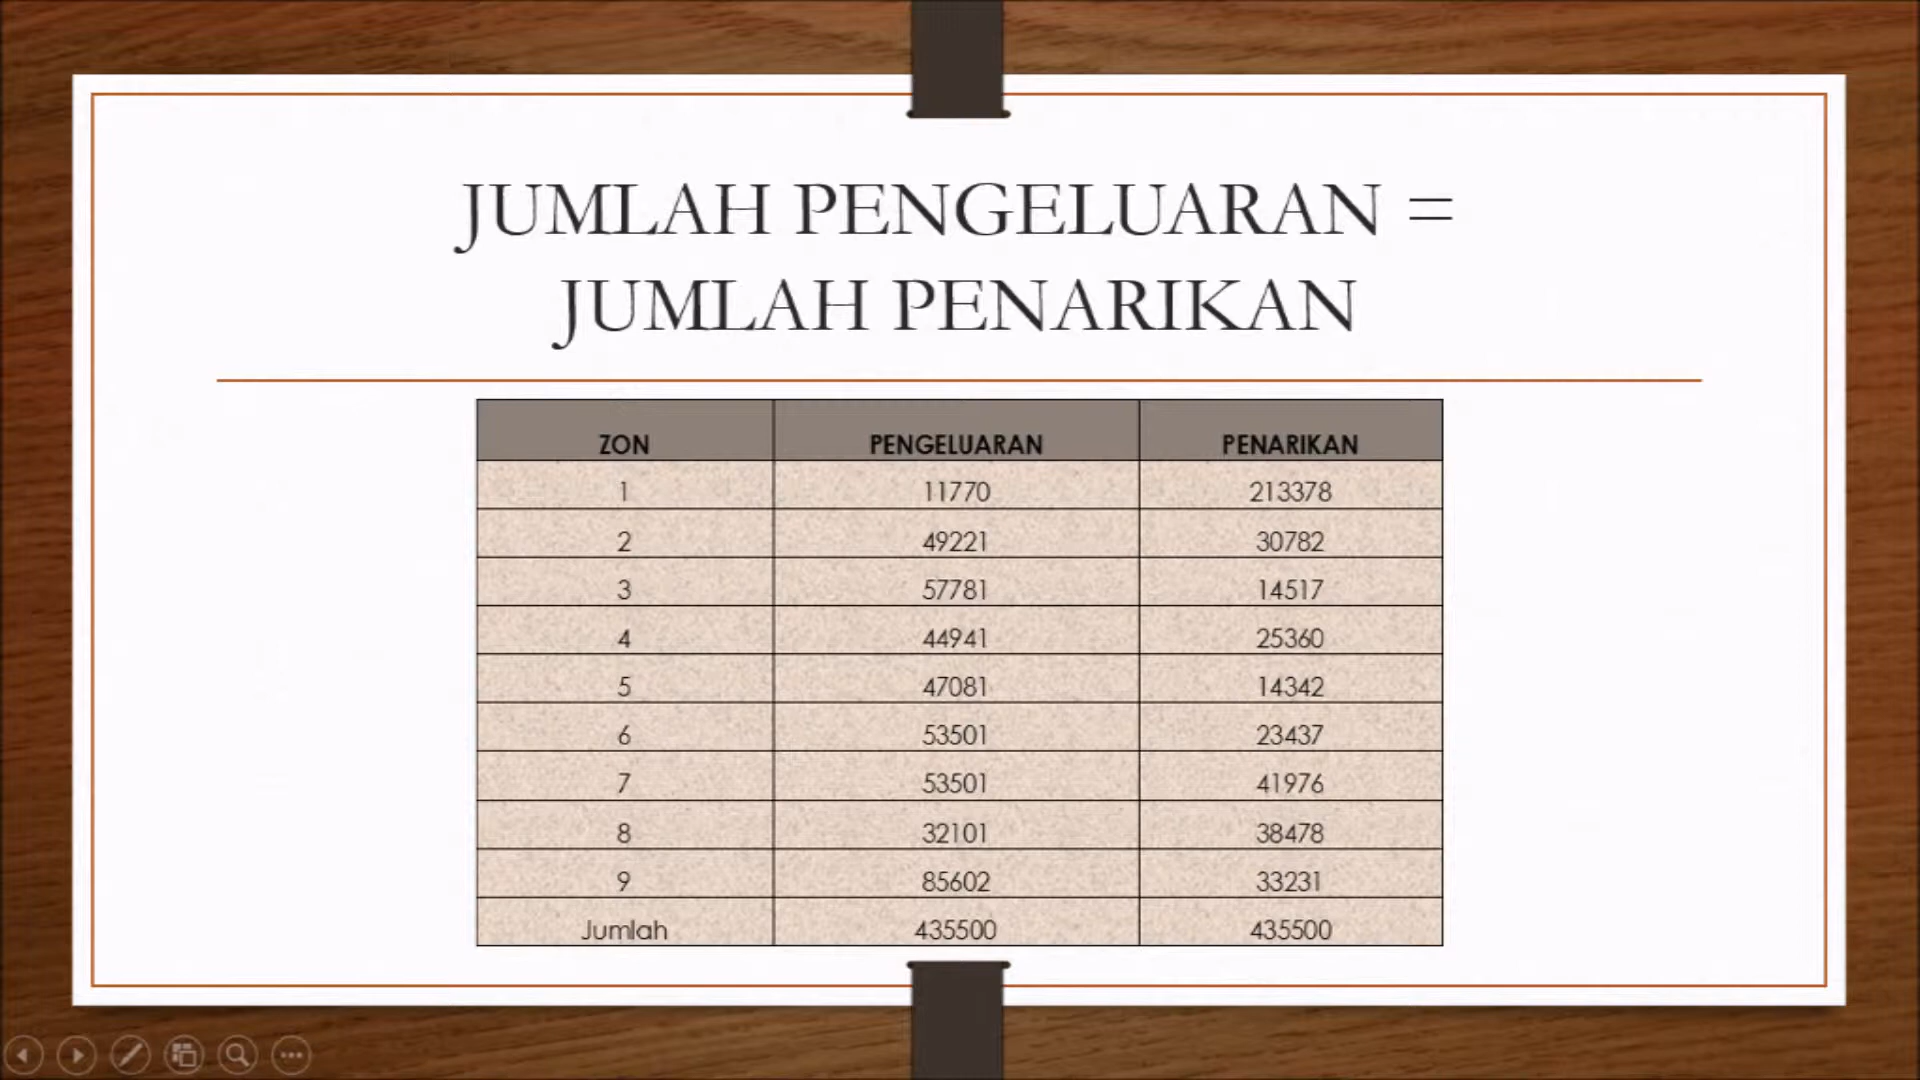 JUMLAH PENGELUARAN =
JUMLAH PENARIKAN
ZON PENGELUARAN PENARIKAN
1 11770 213378
2 49221 30782
3 57781 14517
4 44941 25360
5 47081 14342
6 53501 23437
7 53501 41976
8 32101 38478
9 85602 33231
Jumlah 435500 435500